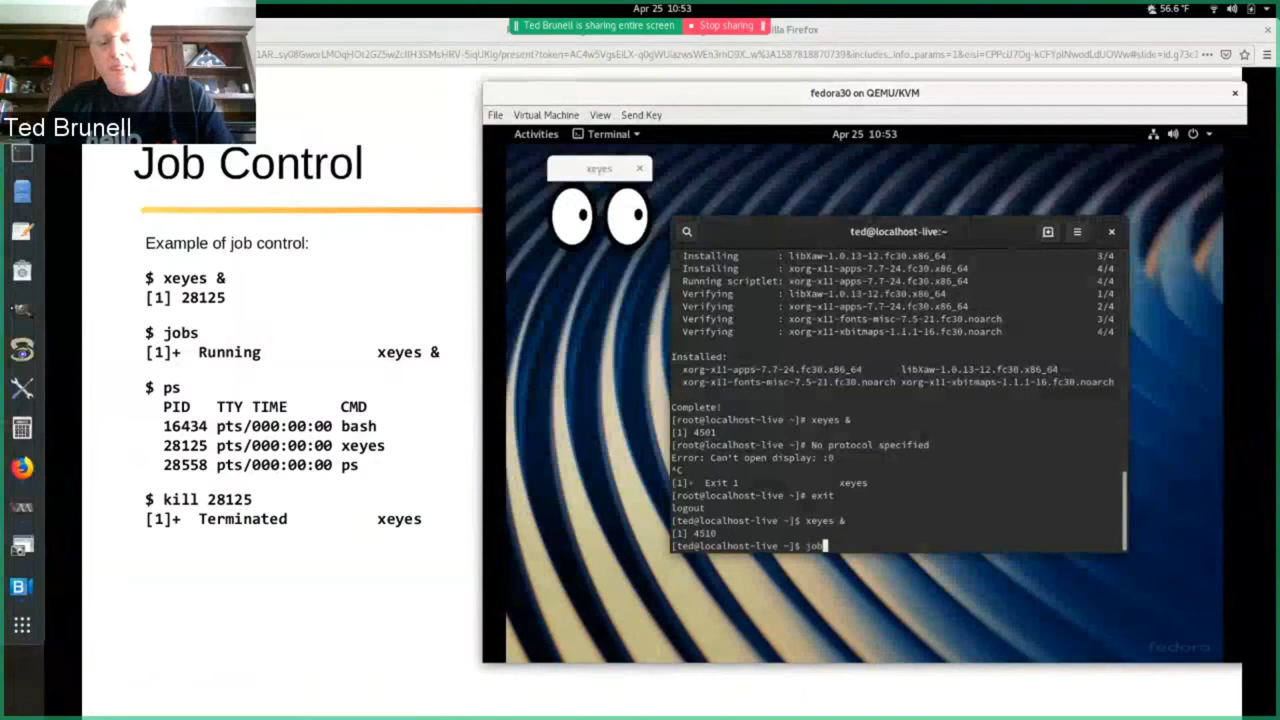 Apr 25 10:53
56.6 °F
Ted Brunell is sharing entire screen
Stop sharing
Ted Brunell
fedora30 on QEMU/KVM
File Virtual Machine View Send Key
Activities Terminal Apr 25 10:53
Job Control
Example of job control:
$ xeyes &
[1] 28125
$ jobs
[1]+ Running xeyes &
$ ps
PID TTY TIME CMD
16434 pts/000:00:00 bash
28125 pts/000:00:00 xeyes
28558 pts/000:00:00 ps
$ kill 28125
[1]+ Terminated xeyes
xeyes
ted@localhost-live:~
Installing : libXaw-1.0.13-12.fc30.x86_64 3/4
Installing : xorg-x11-apps-7.7-24.fc30.x86_64 4/4
Running scriptlet: xorg-x11-apps-7.7-24.fc30.x86_64 4/4
Verifying : libXaw-1.0.13-12.fc30.x86_64 1/4
Verifying : xorg-x11-apps-7.7-24.fc30.x86_64 2/4
Verifying : xorg-x11-fonts-misc-7.5-21.fc30.noarch 3/4
Verifying : xorg-x11-xbitmaps-1.1.1-16.fc30.noarch 4/4
Installed:
xorg-x11-apps-7.7-24.fc30.x86_64 libXaw-1.0.13-12.fc30.x86_64
xorg-x11-fonts-misc-7.5-21.fc30.noarch xorg-x11-xbitmaps-1.1.1-16.fc30.noarch
Complete!
[root@localhost-live ~]# xeyes &
[1] 4501
[root@localhost-live ~]# No protocol specified
Error: Can't open display: :0
^C
[1]+ Exit 1 xeyes
[root@localhost-live ~]# exit
logout
[ted@localhost-live ~]$ xeyes &
[1] 4510
[ted@localhost-live ~]$ job
fedora